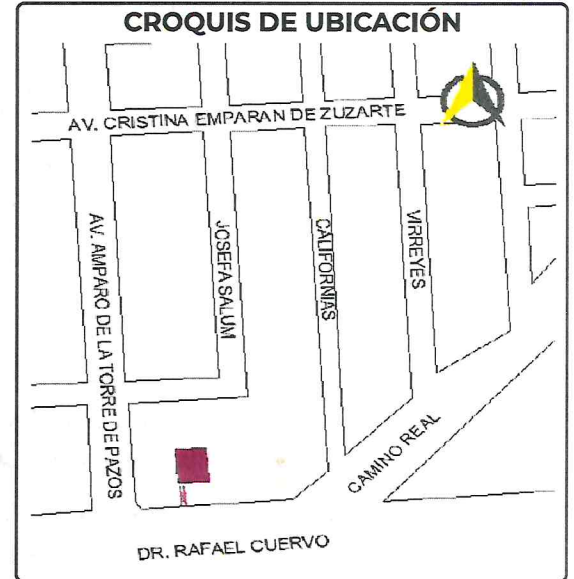 CROQUIS DE UBICACIÓN
AV. CRISTINA EMPARAN DE ZUZARTE
AV. AMPARO DE LA TORRE DE PAZOS
JOSEFA SALUM
CALIFORNIAS
VIRREYES
CAMINO REAL
DR. RAFAEL CUERVO